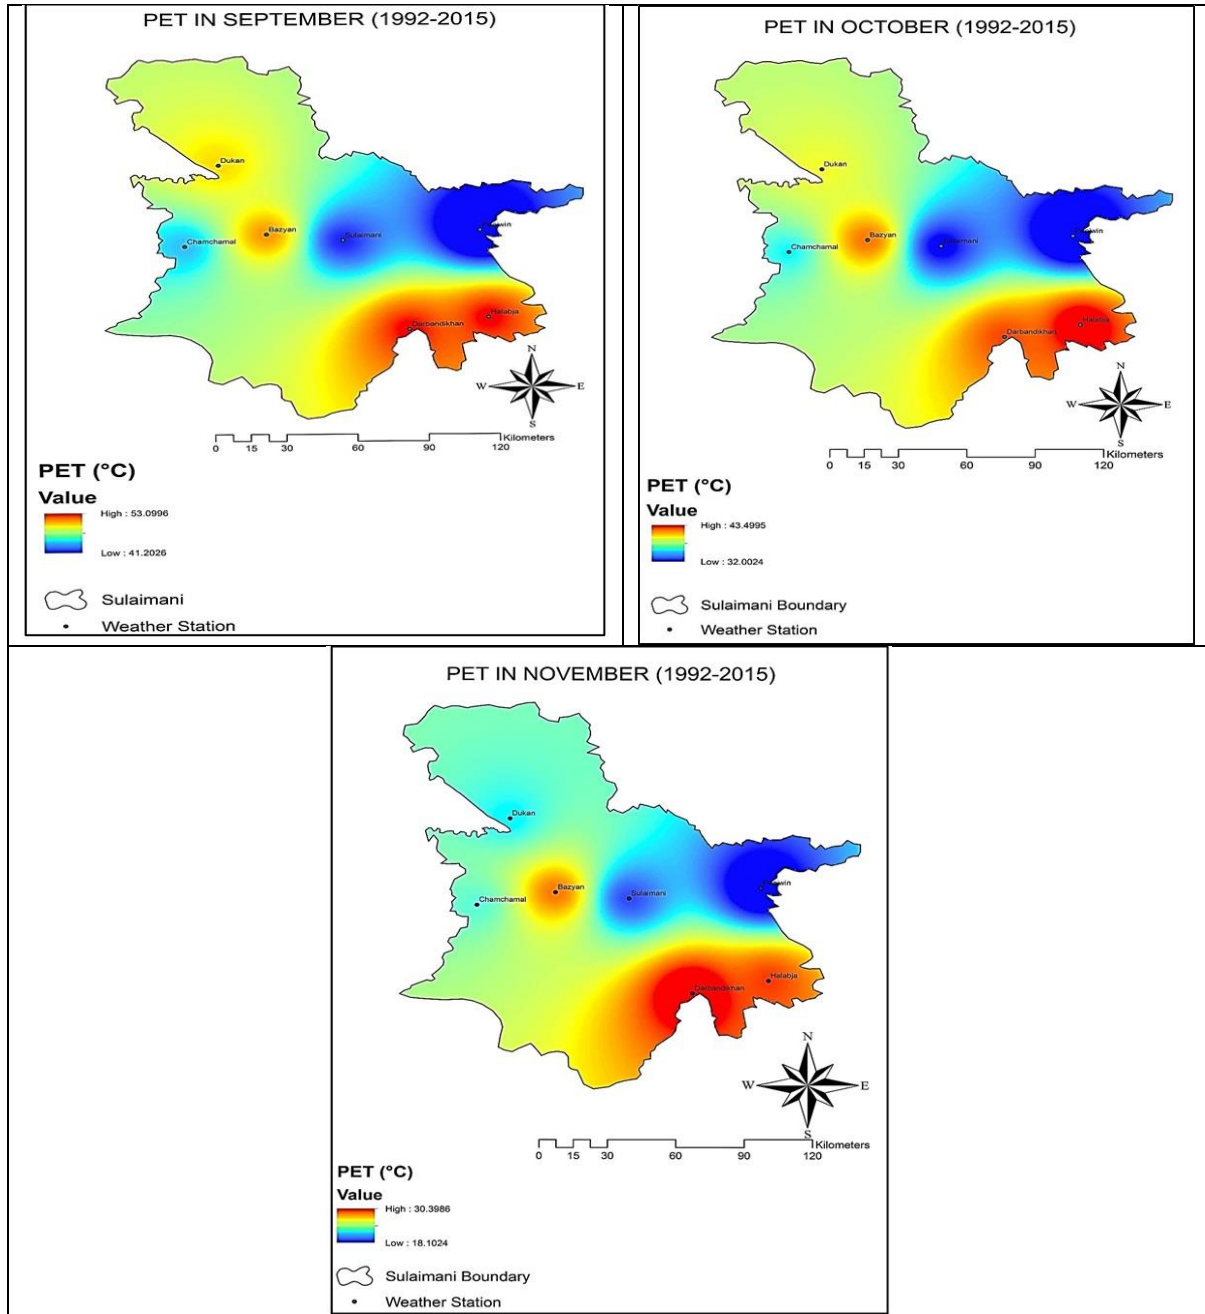 PET IN SEPTEMBER (1992-2015)
Dukan
Bazyan
Sulaimani
Chamchamal
Darbandikhan
Halabja
N
W
E
S
Kilometers
0 15 30 60 90 120
PET (°C)
Value
High : 53.0996
Low : 41.2026
Sulaimani
Weather Station
PET IN OCTOBER (1992-2015)
Dukan
Bazyan
Sulaimani
Chamchamal
Darbandikhan
Halabja
N
W
E
S
Kilometers
0 15 30 60 90 120
PET (°C)
Value
High : 43.4995
Low : 32.0024
Sulaimani Boundary
Weather Station
PET IN NOVEMBER (1992-2015)
Dukan
Bazyan
Sulaimani
Chamchamal
Halabja
Darbandikhan
N
W
E
S
Kilometers
0 15 30 60 90 120
PET (°C)
Value
High : 30.3986
Low : 18.1024
Sulaimani Boundary
Weather Station